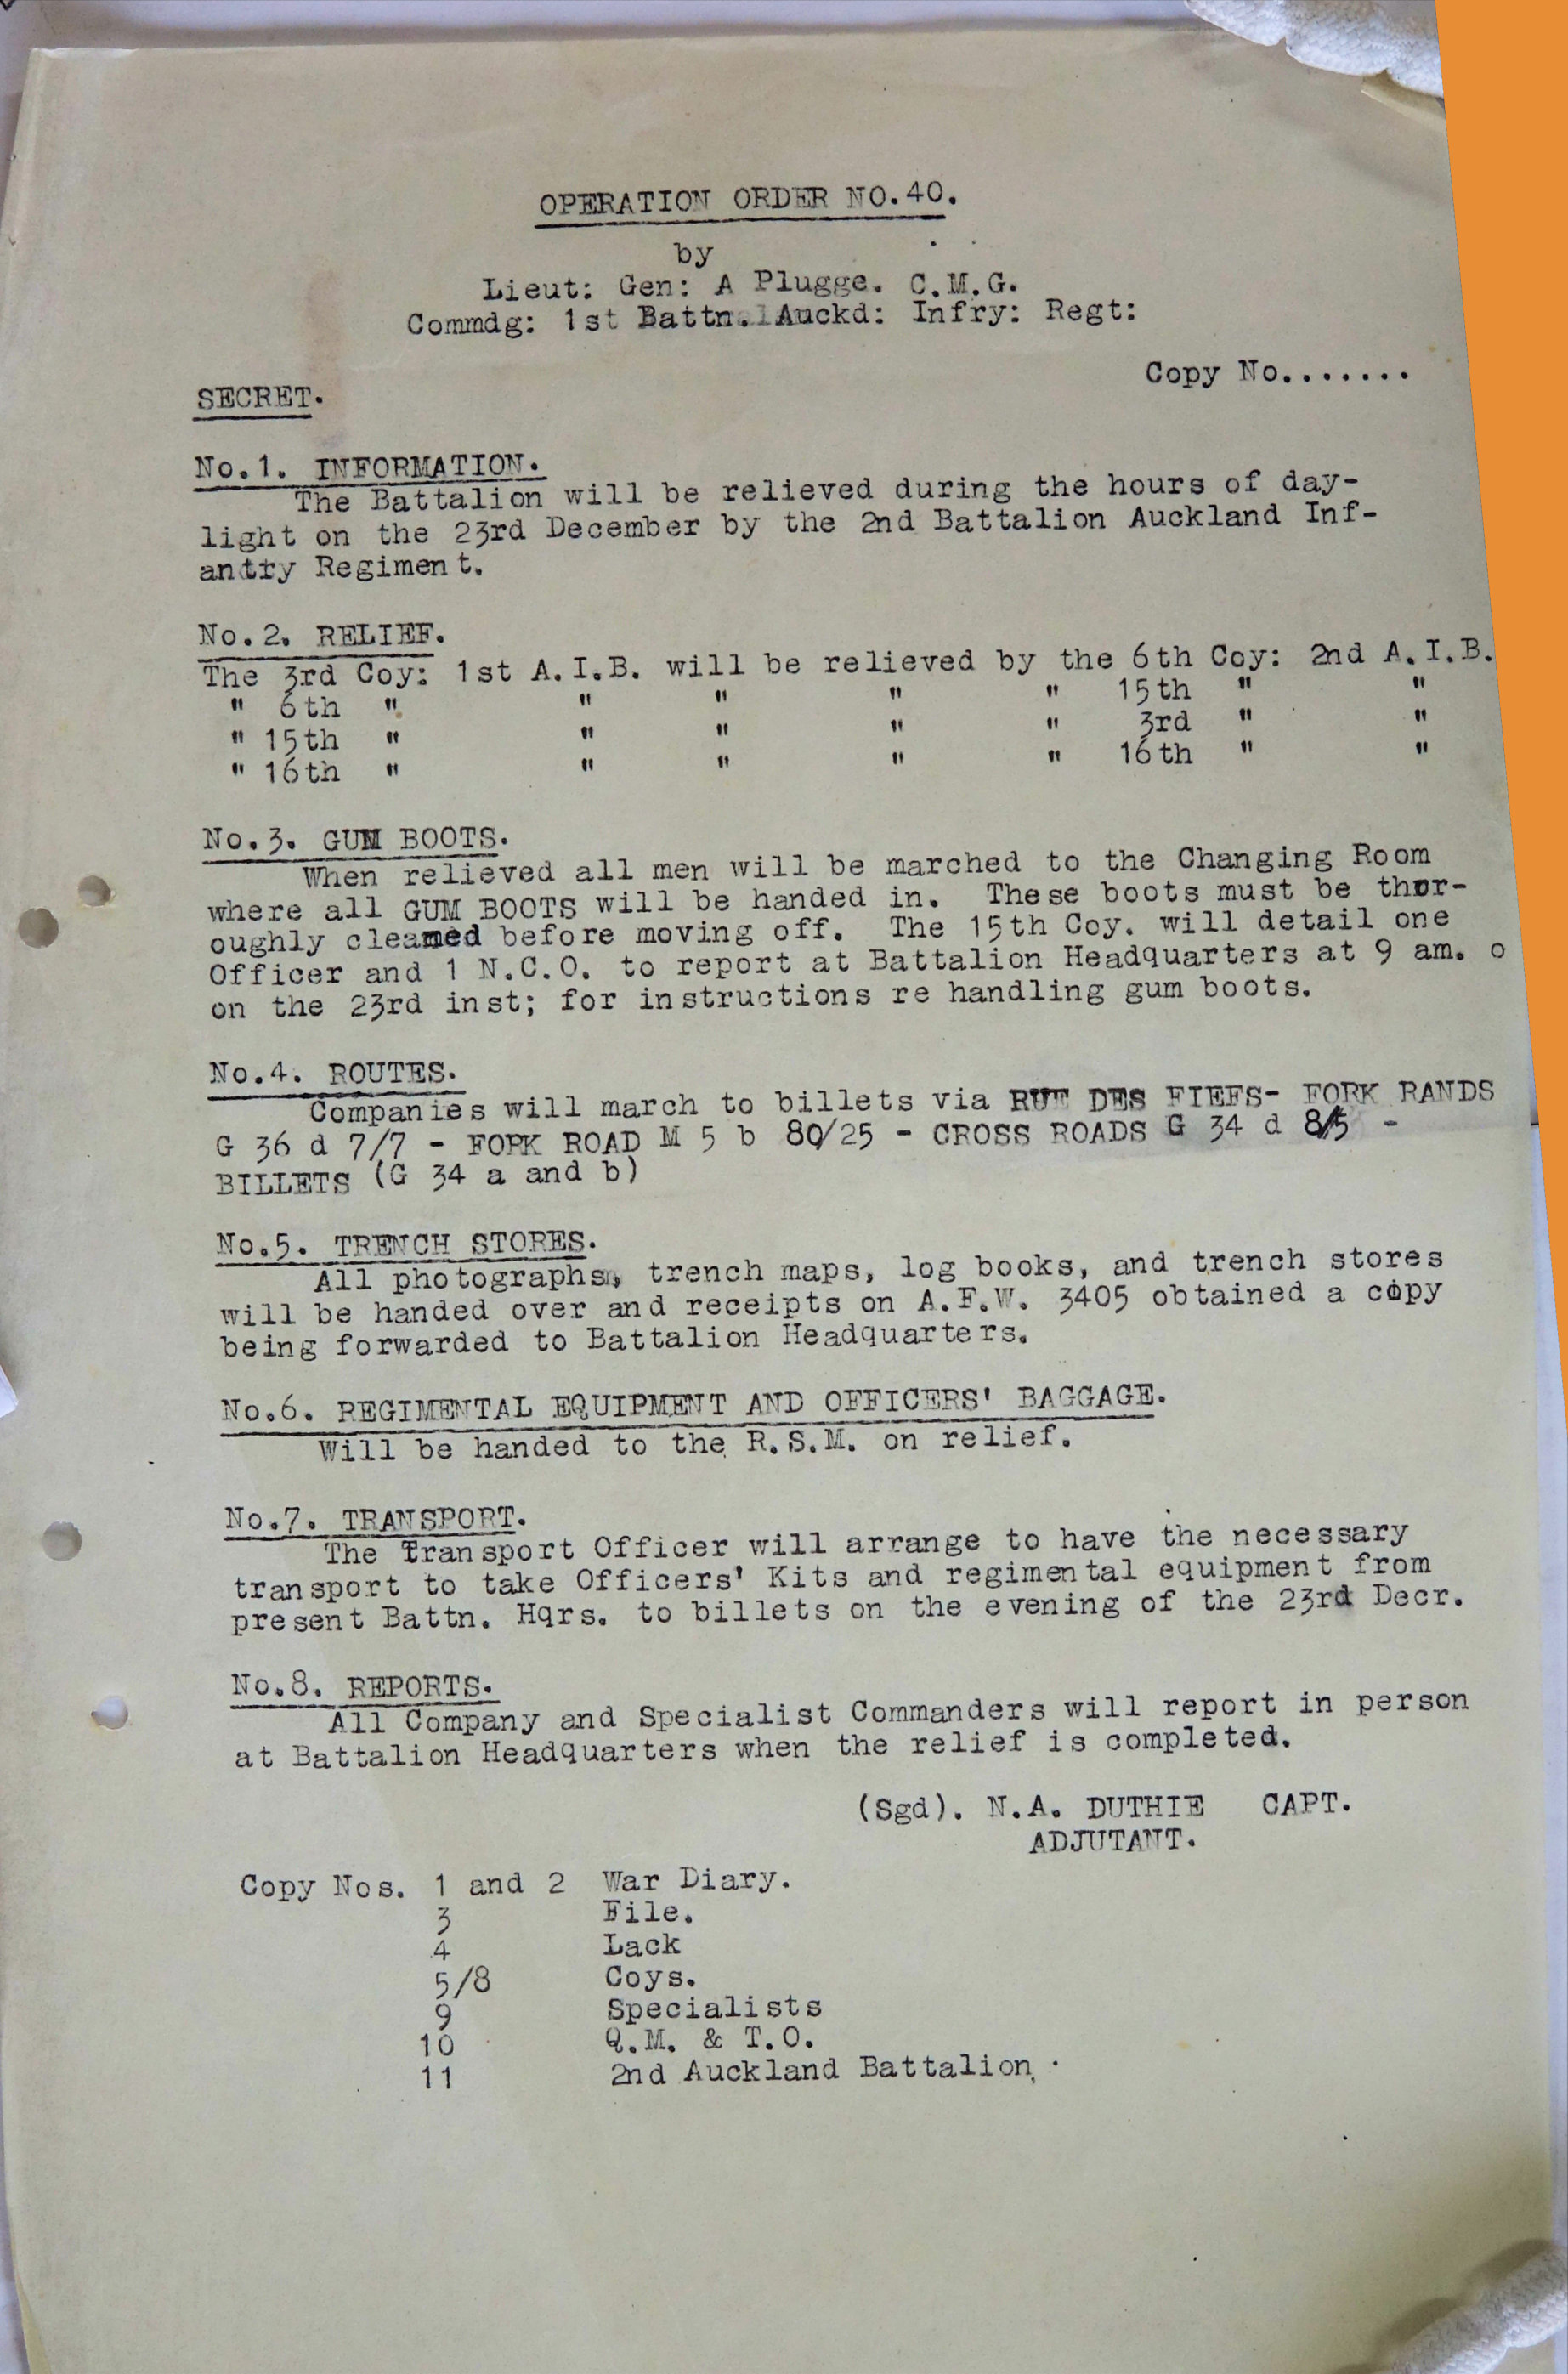 OPERATION ORDER NO.40.
by
Lieut: Gen: A Plugge. C.M.G.
Commdg: 1st Battn. Auckd: Infry: Regt:
Copy No.......
SECRET.
No.1. INFORMATION.
The Battalion will be relieved during the hours of day-
light on the 23rd December by the 2nd Battalion Auckland Inf-
antry Regiment.
No.2. RELIEF.
The 3rd Coy: 1st A.I.B. will be relieved by the 6th Coy: 2nd A.I.B.
" 6th " " " " " 15th " "
" 15th " " " " " 3rd " "
" 16th " " " " " 16th " "
No.3. GUM BOOTS.
When relieved all men will be marched to the Changing Room
where all GUM BOOTS will be handed in. These boots must be thor-
oughly cleaned before moving off. The 15th Coy. will detail one
Officer and 1 N.C.O. to report at Battalion Headquarters at 9 am. o
on the 23rd inst; for instructions re handling gum boots.
No.4. ROUTES.
Companies will march to billets via RUE DES FIEFS- FORK RANDS
G 36 d 7/7 - FORK ROAD M 5 b 80/25 - CROSS ROADS G 34 d 8/5 -
BILLETS (G 34 a and b)
No.5. TRENCH STORES.
All photographs, trench maps, log books, and trench stores
will be handed over and receipts on A.F.W. 3405 obtained a copy
being forwarded to Battalion Headquarters.
No.6. REGIMENTAL EQUIPMENT AND OFFICERS' BAGGAGE.
Will be handed to the R.S.M. on relief.
No.7. TRANSPORT.
The Transport Officer will arrange to have the necessary
transport to take Officers' Kits and regimental equipment from
present Battn. Hqrs. to billets on the evening of the 23rd Decr.
No.8. REPORTS.
All Company and Specialist Commanders will report in person
at Battalion Headquarters when the relief is completed.
(Sgd). N.A. DUTHIE CAPT.
ADJUTANT.
Copy Nos. 1 and 2 War Diary.
3 File.
4 Lack
5/8 Coys.
9 Specialists
10 Q.M. & T.O.
11 2nd Auckland Battalion.